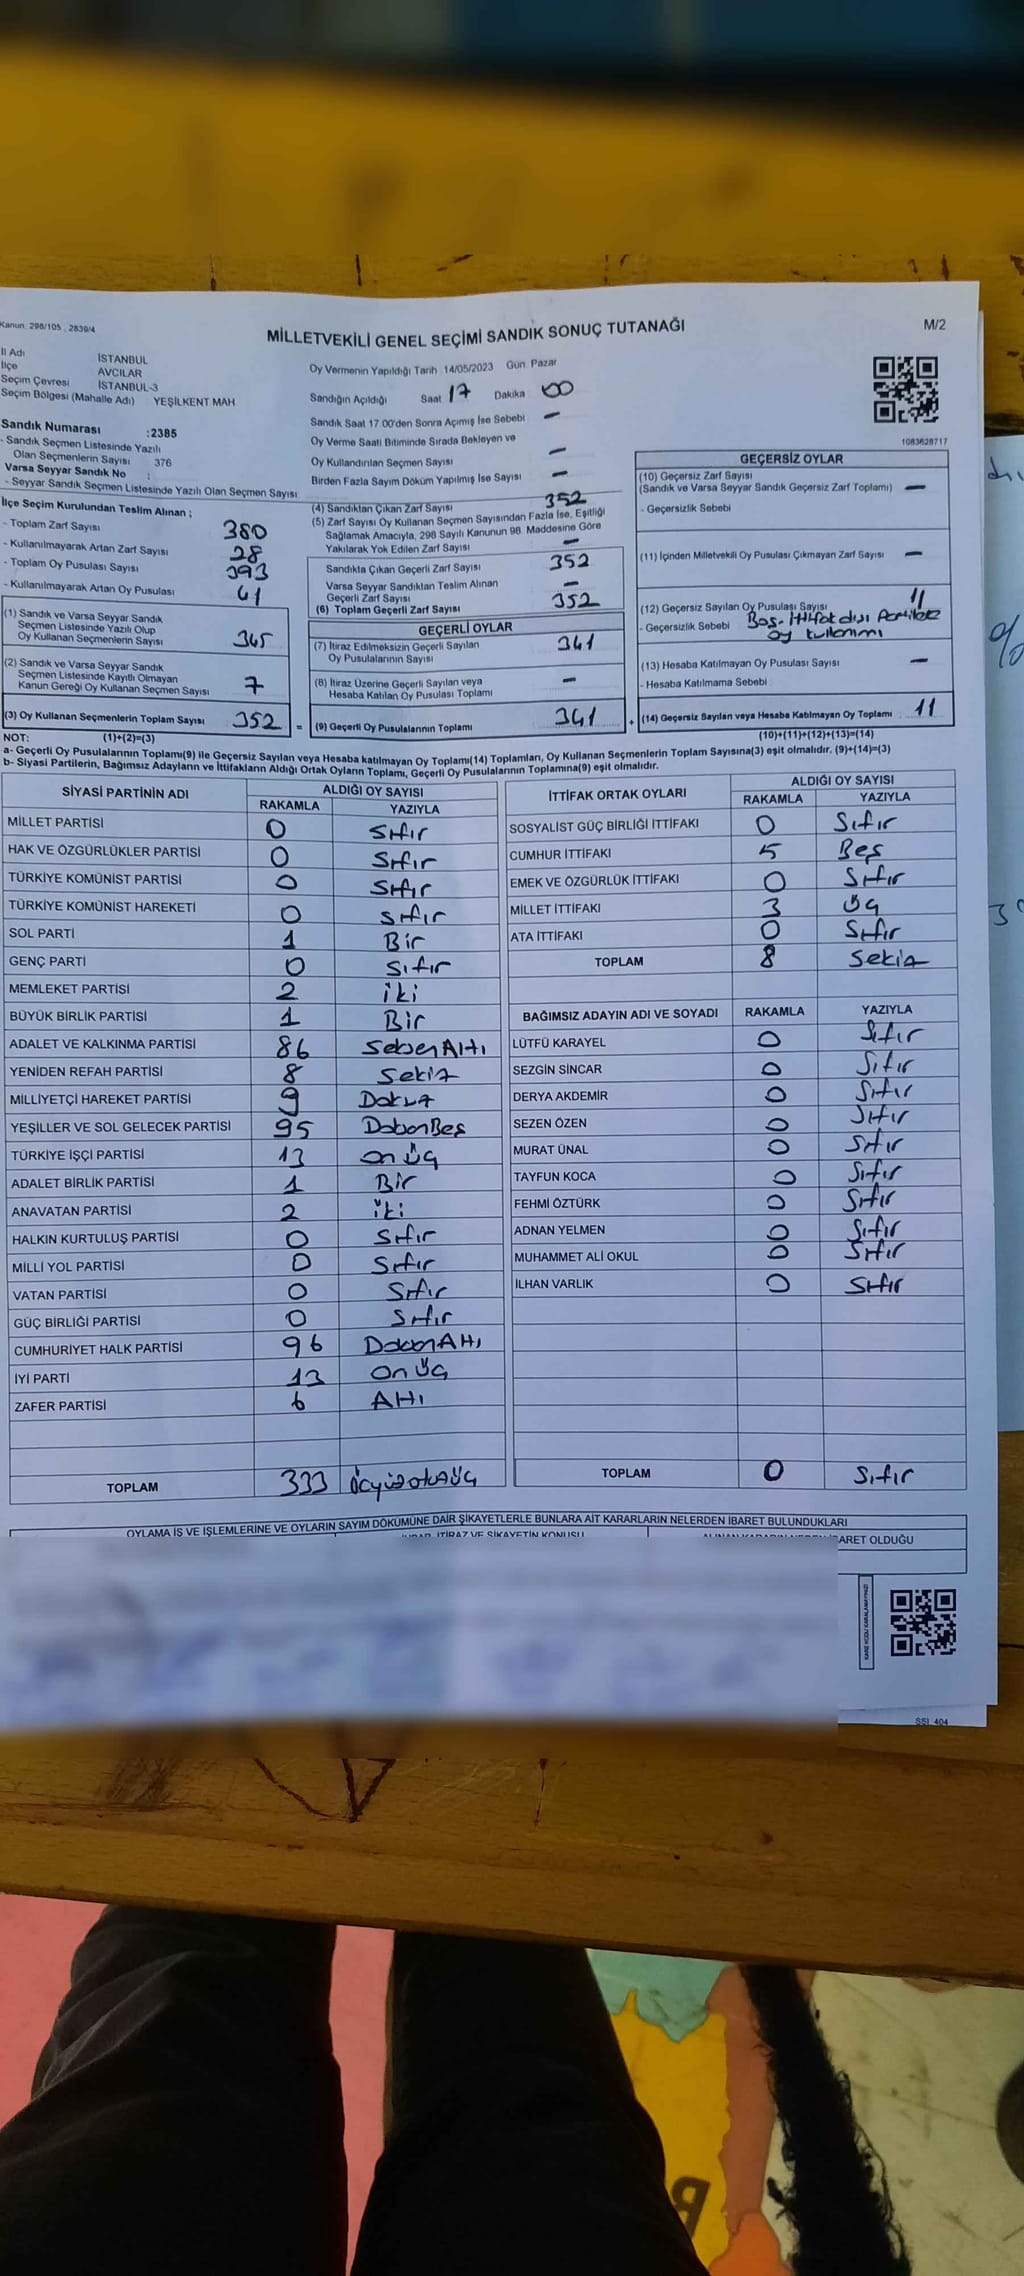 Kanun. 298/105 , 2839/4
MİLLETVEKİLİ GENEL SEÇİMİ SANDIK SONUÇ TUTANAĞI
M/2
İl Adı İSTANBUL
İlçe AVCILAR
Seçim Çevresi İSTANBUL-3
Seçim Bölgesi (Mahalle Adı) YEŞİLKENT MAH
Sandık Numarası :2385
- Sandık Seçmen Listesinde Yazılı
Olan Seçmenlerin Sayısı : 376
Varsa Seyyar Sandık No :
- Seyyar Sandık Seçmen Listesinde Yazılı Olan Seçmen Sayısı
İlçe Seçim Kurulundan Teslim Alınan ;
- Toplam Zarf Sayısı 380
- Kullanılmayarak Artan Zarf Sayısı 28
- Toplam Oy Pusulası Sayısı 393
- Kullanılmayarak Artan Oy Pusulası 41
(1) Sandık ve Varsa Seyyar Sandık
Seçmen Listesinde Yazılı Olup
Oy Kullanan Seçmenlerin Sayısı 345
(2) Sandık ve Varsa Seyyar Sandık
Seçmen Listesinde Kayıtlı Olmayan
Kanun Gereği Oy Kullanan Seçmen Sayısı 7
(3) Oy Kullanan Seçmenlerin Toplam Sayısı 352 =
Oy Vermenin Yapıldığı Tarih 14/05/2023 Gün Pazar
Sandığın Açıldığı Saat 17 Dakika 00
Sandık Saat 17.00'den Sonra Açımış İse Sebebi —
Oy Verme Saati Bitiminde Sırada Bekleyen ve
Oy Kullandırılan Seçmen Sayısı —
Birden Fazla Sayım Döküm Yapılmış İse Sayısı —
(4) Sandıktan Çıkan Zarf Sayısı 352
(5) Zarf Sayısı Oy Kullanan Seçmen Sayısından Fazla İse, Eşitliği
Sağlamak Amacıyla, 298 Sayılı Kanunun 98. Maddesine Göre
Yakılarak Yok Edilen Zarf Sayısı —
Sandıkta Çıkan Geçerli Zarf Sayısı 352
Varsa Seyyar Sandıktan Teslim Alınan
Geçerli Zarf Sayısı —
(6) Toplam Geçerli Zarf Sayısı 352
GEÇERLİ OYLAR
(7) İtiraz Edilmeksizin Geçerli Sayılan
Oy Pusulalarının Sayısı 341
(8) İtiraz Üzerine Geçerli Sayılan veya
Hesaba Katılan Oy Pusulası Toplamı —
(9) Geçerli Oy Pusulalarının Toplamı 341 +
1083628717
GEÇERSİZ OYLAR
(10) Geçersiz Zarf Sayısı
(Sandık ve Varsa Seyyar Sandık Geçersiz Zarf Toplamı) —
- Geçersizlik Sebebi
(11) İçinden Milletvekili Oy Pusulası Çıkmayan Zarf Sayısı —
(12) Geçersiz Sayılan Oy Pusulası Sayısı 11
- Geçersizlik Sebebi Boş- İttifak dışı Partilere
oy kullanımı
(13) Hesaba Katılmayan Oy Pusulası Sayısı —
- Hesaba Katılmama Sebebi
(14) Geçersiz Sayılan veya Hesaba Katılmayan Oy Toplamı : 11
NOT: (1)+(2)=(3) (10)+(11)+(12)+(13)=(14)
a- Geçerli Oy Pusulalarının Toplamı(9) ile Geçersiz Sayılan veya Hesaba katılmayan Oy Toplamı(14) Toplamları, Oy Kullanan Seçmenlerin Toplam Sayısına(3) eşit olmalıdır. (9)+(14)=(3)
b- Siyasi Partilerin, Bağımsız Adayların ve İttifakların Aldığı Ortak Oyların Toplamı, Geçerli Oy Pusulalarının Toplamına(9) eşit olmalıdır.
SİYASİ PARTİNİN ADI ALDIĞI OY SAYISI
RAKAMLA YAZIYLA
MİLLET PARTİSİ 0 Sıfır
HAK VE ÖZGÜRLÜKLER PARTİSİ 0 Sıfır
TÜRKİYE KOMÜNİST PARTİSİ 0 Sıfır
TÜRKİYE KOMÜNİST HAREKETİ 0 Sıfır
SOL PARTİ 1 Bir
GENÇ PARTİ 0 Sıfır
MEMLEKET PARTİSİ 2 iki
BÜYÜK BİRLİK PARTİSİ 1 Bir
ADALET VE KALKINMA PARTİSİ 86 SeksenAltı
YENİDEN REFAH PARTİSİ 8 Sekiz
MİLLİYETÇİ HAREKET PARTİSİ 9 Dokuz
YEŞİLLER VE SOL GELECEK PARTİSİ 95 DoksanBeş
TÜRKİYE İŞÇİ PARTİSİ 13 on üç
ADALET BİRLİK PARTİSİ 1 Bir
ANAVATAN PARTİSİ 2 iki
HALKIN KURTULUŞ PARTİSİ 0 Sıfır
MİLLİ YOL PARTİSİ 0 Sıfır
VATAN PARTİSİ 0 Sıfır
GÜÇ BİRLİĞİ PARTİSİ 0 Sıfır
CUMHURİYET HALK PARTİSİ 96 DoksanAltı
İYİ PARTİ 13 on üç
ZAFER PARTİSİ 6 Altı
TOPLAM 333 üçyüzotuzüç
İTTİFAK ORTAK OYLARI ALDIĞI OY SAYISI
RAKAMLA YAZIYLA
SOSYALİST GÜÇ BİRLİĞİ İTTİFAKI 0 Sıfır
CUMHUR İTTİFAKI 5 Beş
EMEK VE ÖZGÜRLÜK İTTİFAKI 0 Sıfır
MİLLET İTTİFAKI 3 üç
ATA İTTİFAKI 0 Sıfır
TOPLAM 8 Sekiz
BAĞIMSIZ ADAYIN ADI VE SOYADI RAKAMLA YAZIYLA
LÜTFÜ KARAYEL 0 Sıfır
SEZGİN SİNCAR 0 Sıfır
DERYA AKDEMİR 0 Sıfır
SEZEN ÖZEN 0 Sıfır
MURAT ÜNAL 0 Sıfır
TAYFUN KOCA 0 Sıfır
FEHMİ ÖZTÜRK 0 Sıfır
ADNAN YELMEN 0 Sıfır
MUHAMMET ALİ OKUL 0 Sıfır
İLHAN VARLIK 0 Sıfır
TOPLAM 0 Sıfır
OYLAMA İŞ VE İŞLEMLERİNE VE OYLARIN SAYIM DÖKÜMÜNE DAİR ŞİKAYETLERLE BUNLARA AİT KARARLARIN NELERDEN İBARET BULUNDUKLARI
İTİRAZ VE ŞİKAYETİN KONUSU
İBARET OLDUĞU
KARE KODU KARALAMAYINIZ!
SSİ 404